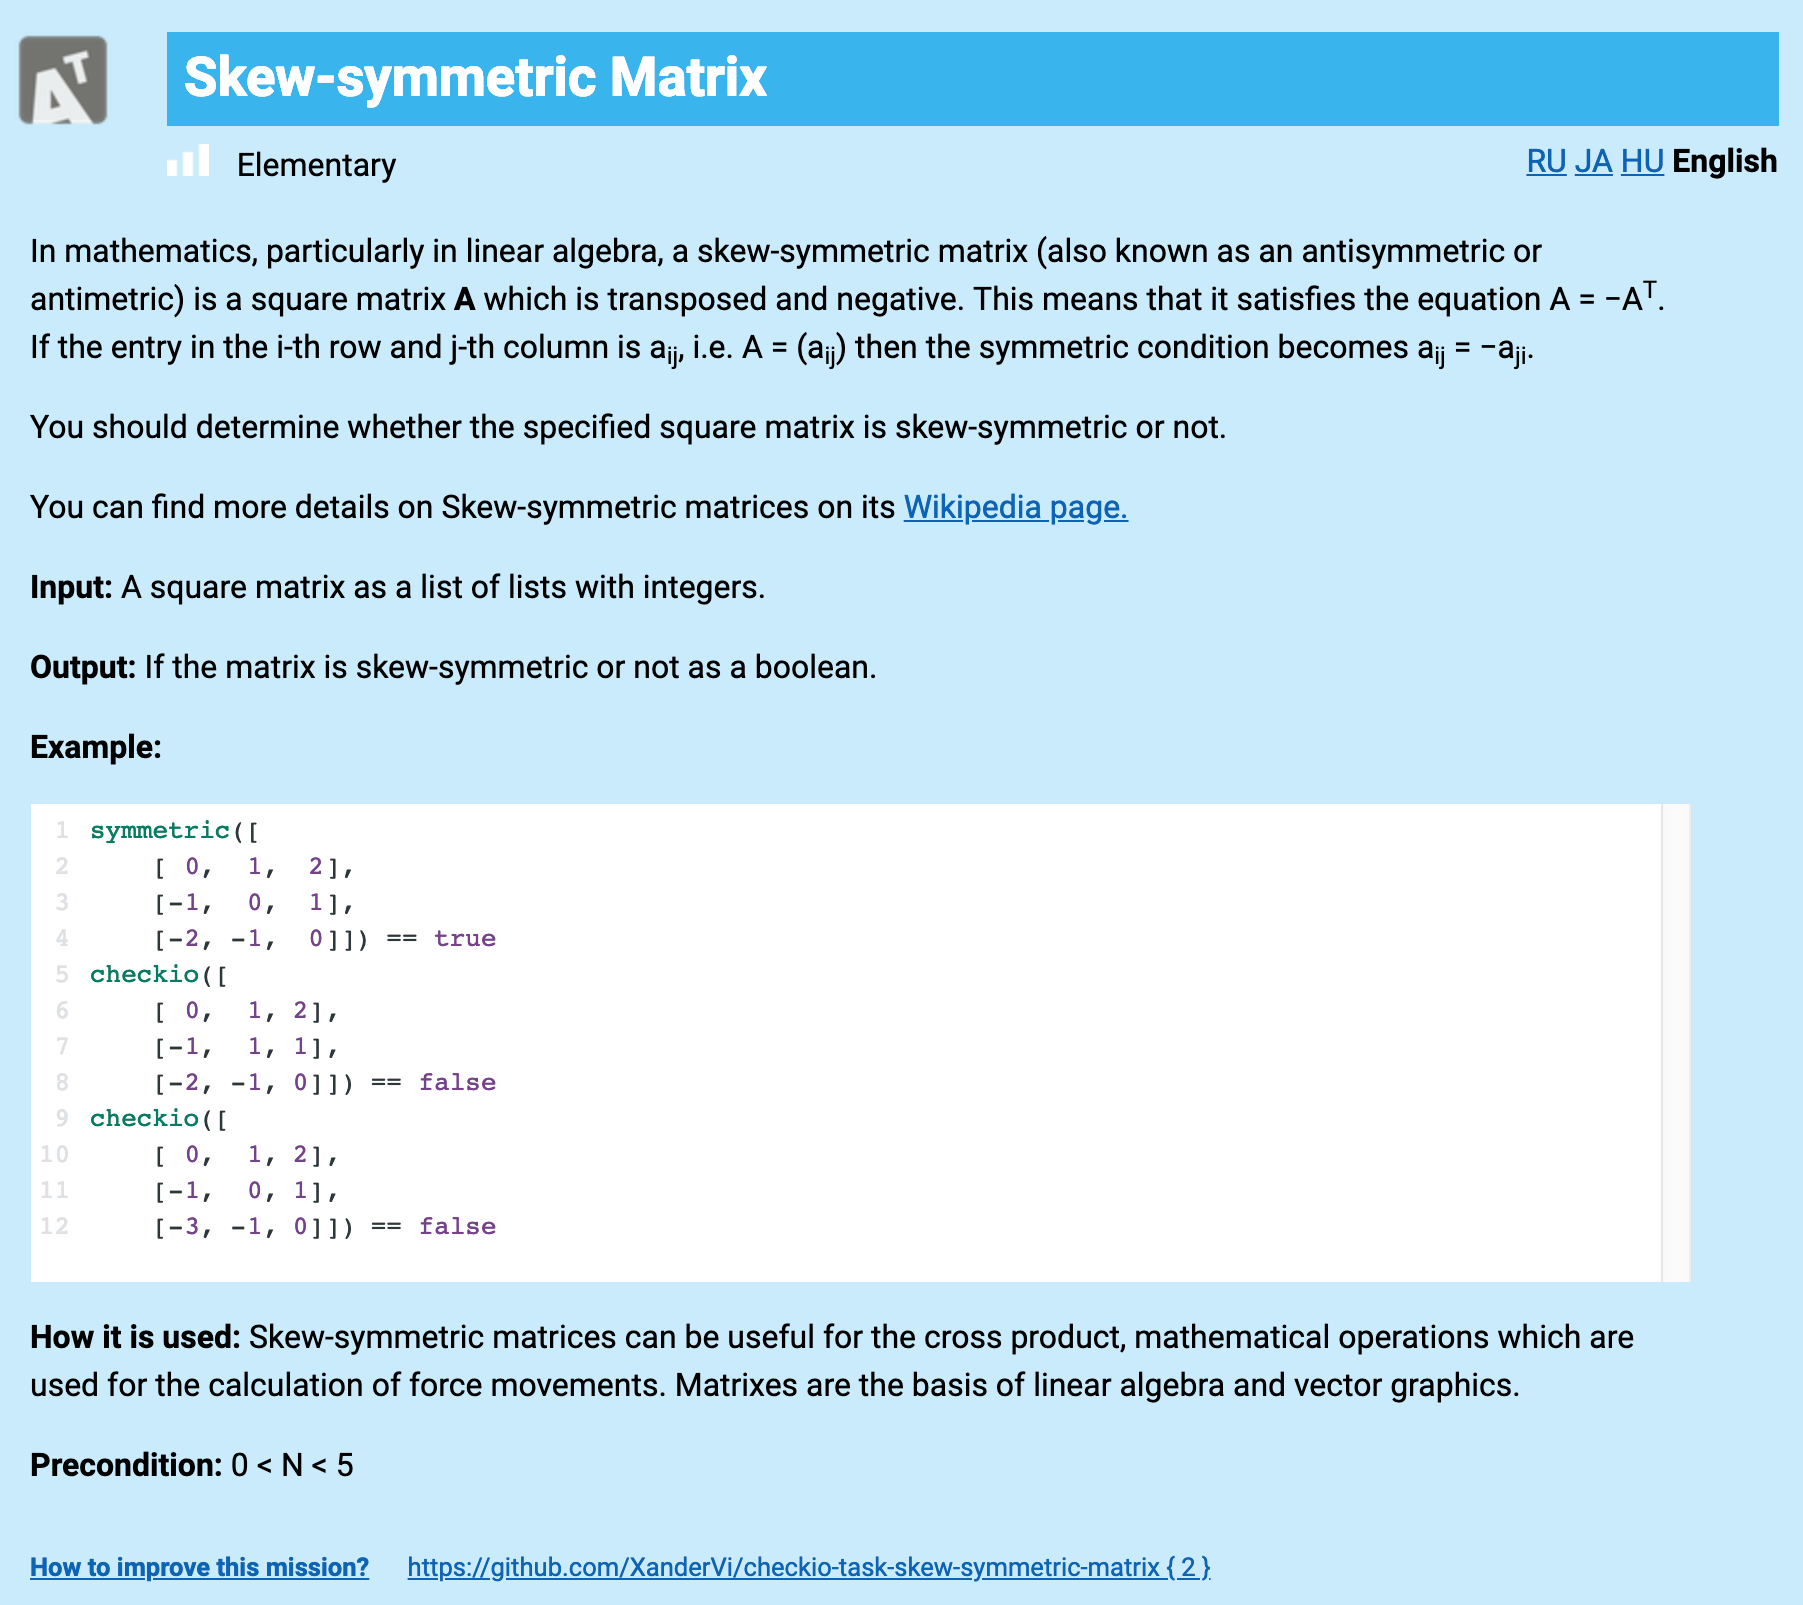 AT
Skew-symmetric Matrix
Elementary
RU JA HU English
In mathematics, particularly in linear algebra, a skew-symmetric matrix (also known as an antisymmetric or
antimetric) is a square matrix A which is transposed and negative. This means that it satisfies the equation A = −Aᵀ.
If the entry in the i-th row and j-th column is aᵢⱼ, i.e. A = (aᵢⱼ) then the symmetric condition becomes aᵢⱼ = −aⱼᵢ.
You should determine whether the specified square matrix is skew-symmetric or not.
You can find more details on Skew-symmetric matrices on its Wikipedia page.
Input: A square matrix as a list of lists with integers.
Output: If the matrix is skew-symmetric or not as a boolean.
Example:
1 symmetric([
2     [ 0,  1,  2],
3     [-1,  0,  1],
4     [-2, -1,  0]]) == true
5 checkio([
6     [ 0,  1, 2],
7     [-1,  1, 1],
8     [-2, -1, 0]]) == false
9 checkio([
10     [ 0,  1, 2],
11     [-1,  0, 1],
12     [-3, -1, 0]]) == false
How it is used: Skew-symmetric matrices can be useful for the cross product, mathematical operations which are
used for the calculation of force movements. Matrixes are the basis of linear algebra and vector graphics.
Precondition: 0 < N < 5
How to improve this mission? https://github.com/XanderVi/checkio-task-skew-symmetric-matrix { 2 }